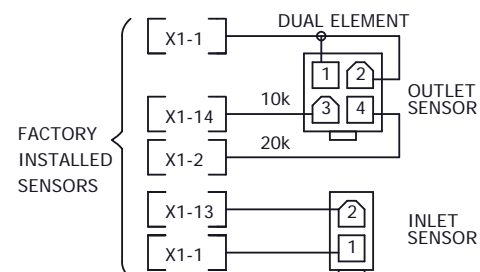 DUAL ELEMENT
X1-1
1 2
OUTLET
SENSOR
10k
3 4
X1-14
FACTORY
INSTALLED
SENSORS
20k
X1-2
X1-13
2
INLET
SENSOR
X1-1
1